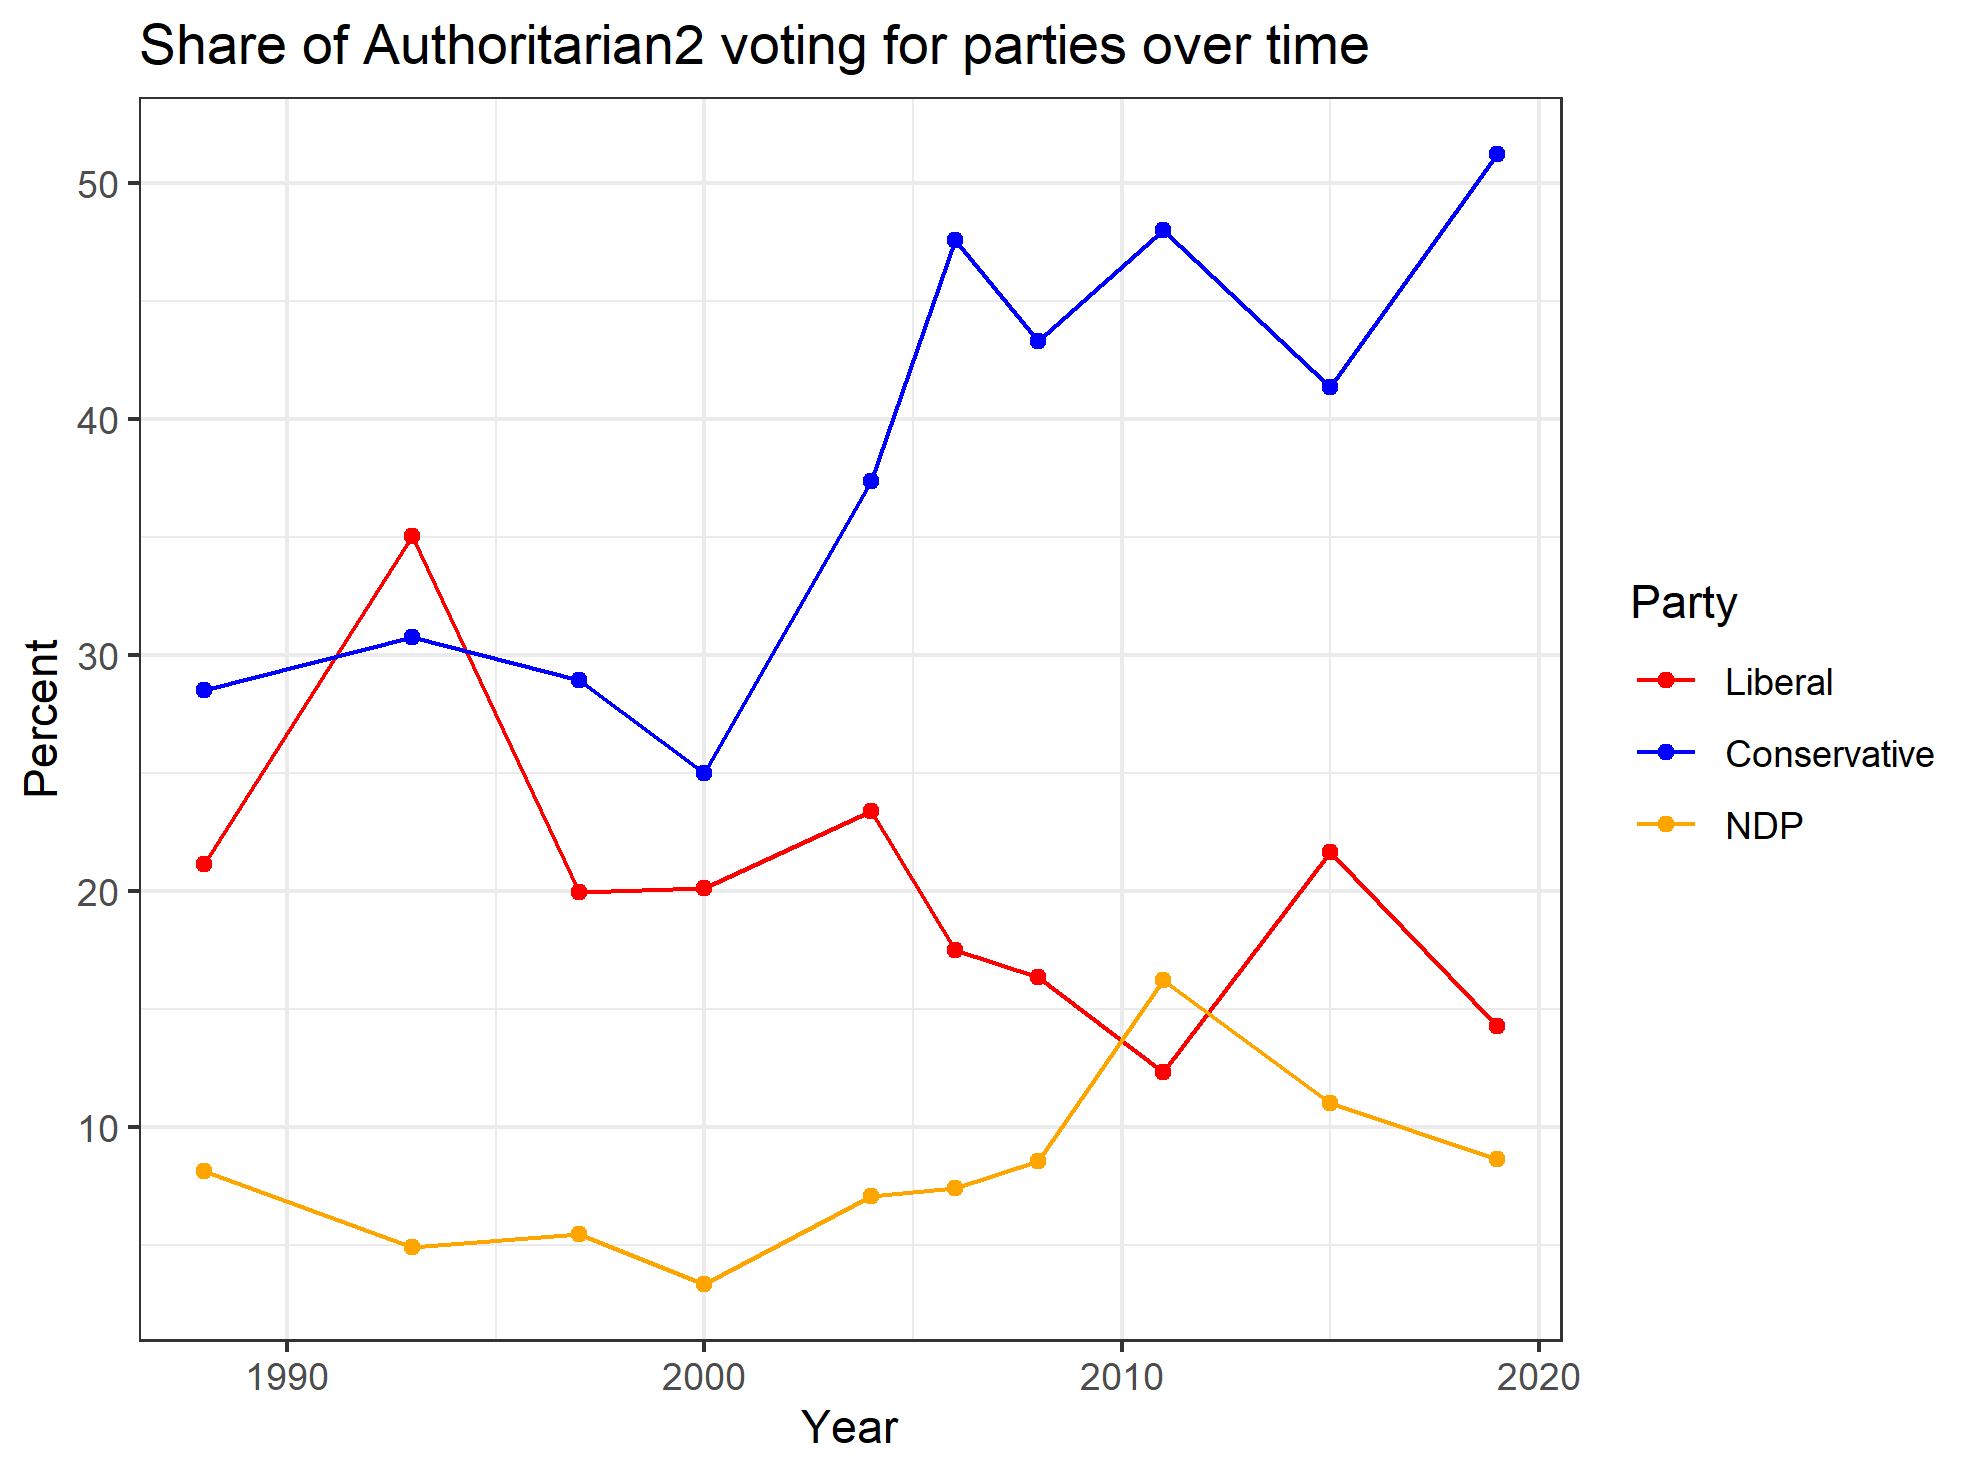 Share of Authoritarian2 voting for parties over time
50
40
30
20
10
Percent
1990
2000
2010
2020
Year
Party
Liberal
Conservative
NDP